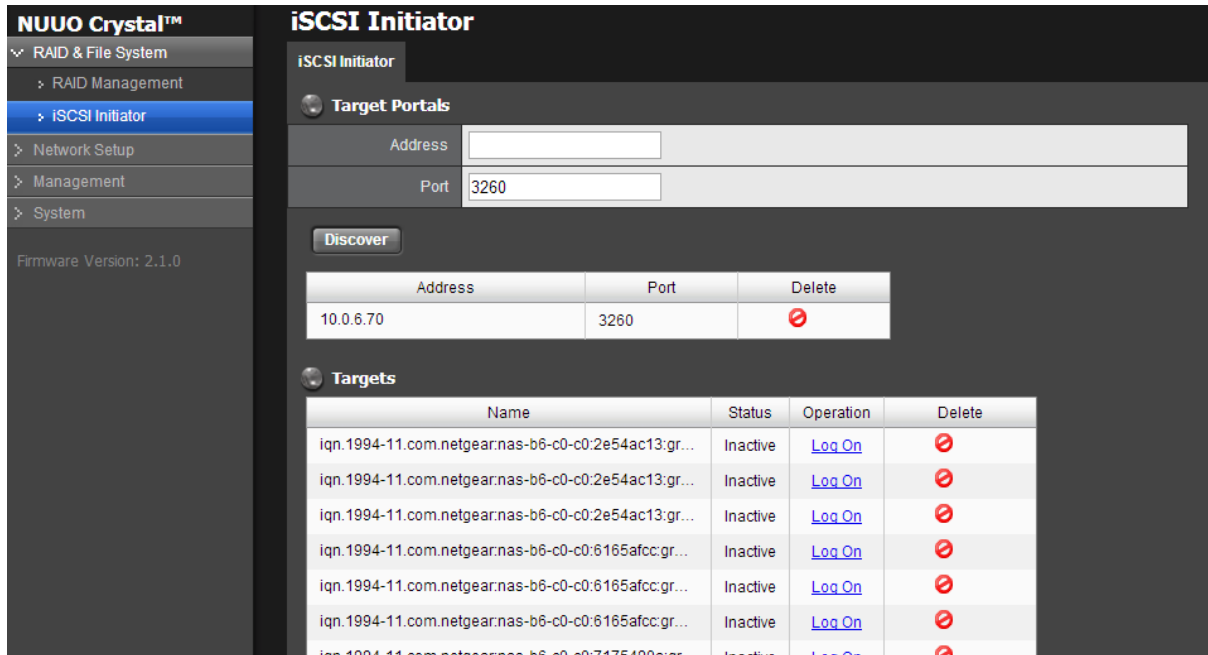 NUUO Crystal™
RAID & File System
RAID Management
iSCSI Initiator
Network Setup
Management
System
Firmware Version: 2.1.0
iSCSI Initiator
iSCSI Initiator
Target Portals
Address
Port 3260
Discover
Address Port Delete
10.0.6.70 3260
Targets
Name Status Operation Delete
iqn.1994-11.com.netgear:nas-b6-c0-c0:2e54ac13:gr... Inactive Log On
iqn.1994-11.com.netgear:nas-b6-c0-c0:2e54ac13:gr... Inactive Log On
iqn.1994-11.com.netgear:nas-b6-c0-c0:2e54ac13:gr... Inactive Log On
iqn.1994-11.com.netgear:nas-b6-c0-c0:6165afcc:gr... Inactive Log On
iqn.1994-11.com.netgear:nas-b6-c0-c0:6165afcc:gr... Inactive Log On
iqn.1994-11.com.netgear:nas-b6-c0-c0:6165afcc:gr... Inactive Log On
Inactive Log On